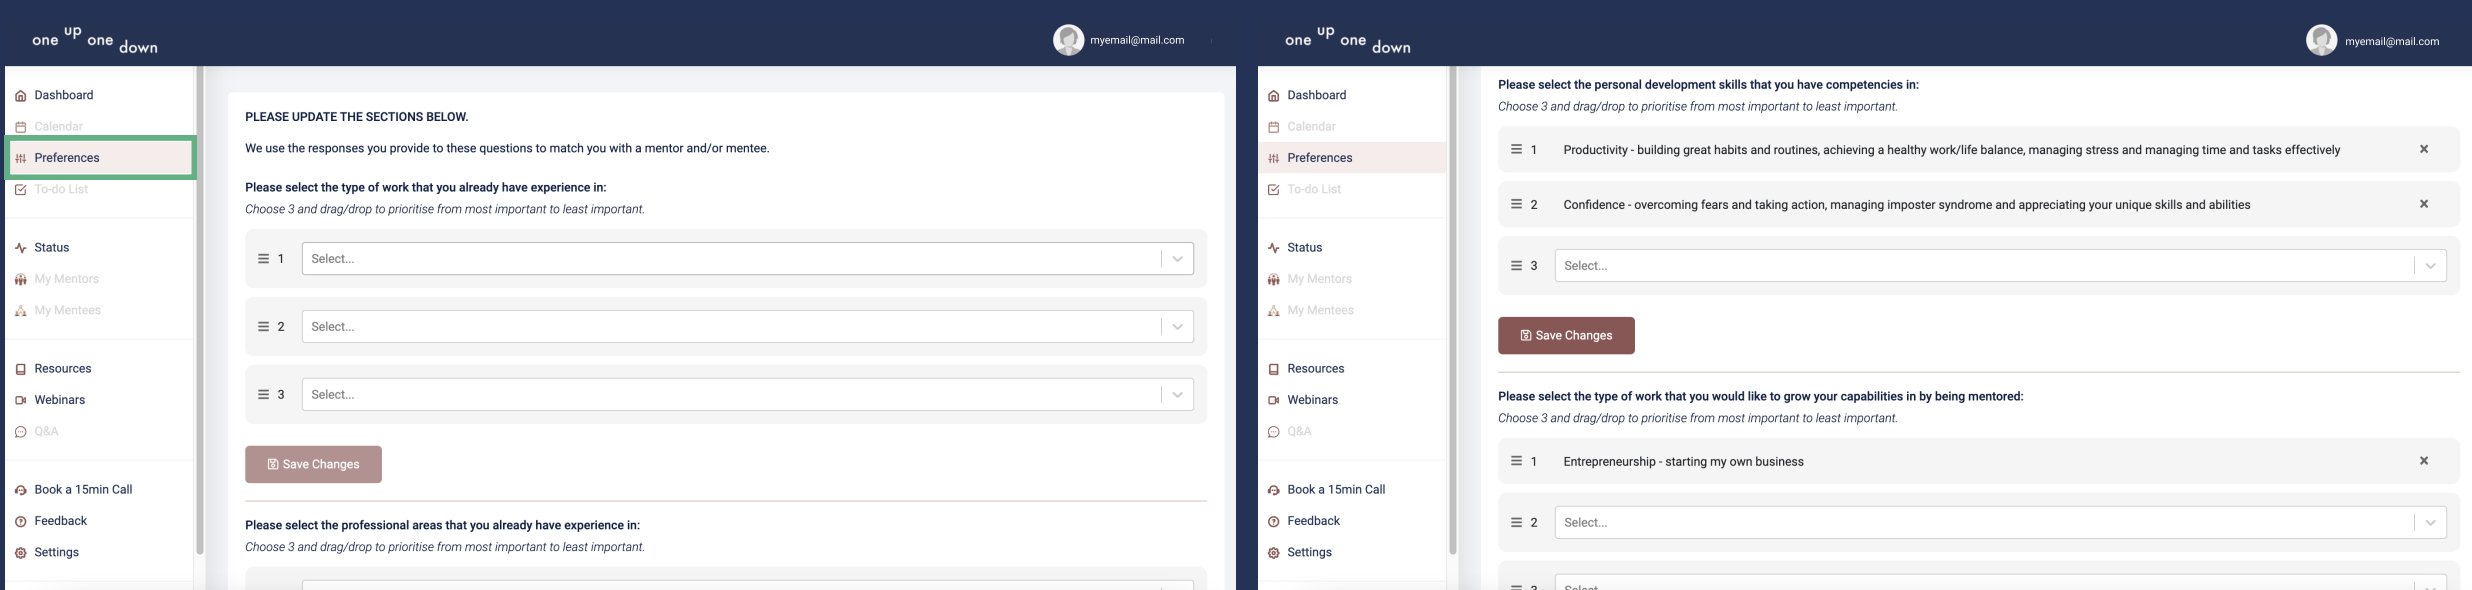 one up one down
myemail@mail.com
Dashboard
Calendar
Preferences
To-do List
Status
My Mentors
My Mentees
Resources
Webinars
Q&A
Book a 15min Call
Feedback
Settings
PLEASE UPDATE THE SECTIONS BELOW.
We use the responses you provide to these questions to match you with a mentor and/or mentee.
Please select the type of work that you already have experience in:
Choose 3 and drag/drop to prioritise from most important to least important.
1 Select...
2 Select...
3 Select...
Save Changes
Please select the professional areas that you already have experience in:
Choose 3 and drag/drop to prioritise from most important to least important.
one up one down
myemail@mail.com
Dashboard
Calendar
Preferences
To-do List
Status
My Mentors
My Mentees
Resources
Webinars
Q&A
Book a 15min Call
Feedback
Settings
Please select the personal development skills that you have competencies in:
Choose 3 and drag/drop to prioritise from most important to least important.
1 Productivity - building great habits and routines, achieving a healthy work/life balance, managing stress and managing time and tasks effectively
2 Confidence - overcoming fears and taking action, managing imposter syndrome and appreciating your unique skills and abilities
3 Select...
Save Changes
Please select the type of work that you would like to grow your capabilities in by being mentored:
Choose 3 and drag/drop to prioritise from most important to least important.
1 Entrepreneurship - starting my own business
2 Select...
3 Select...